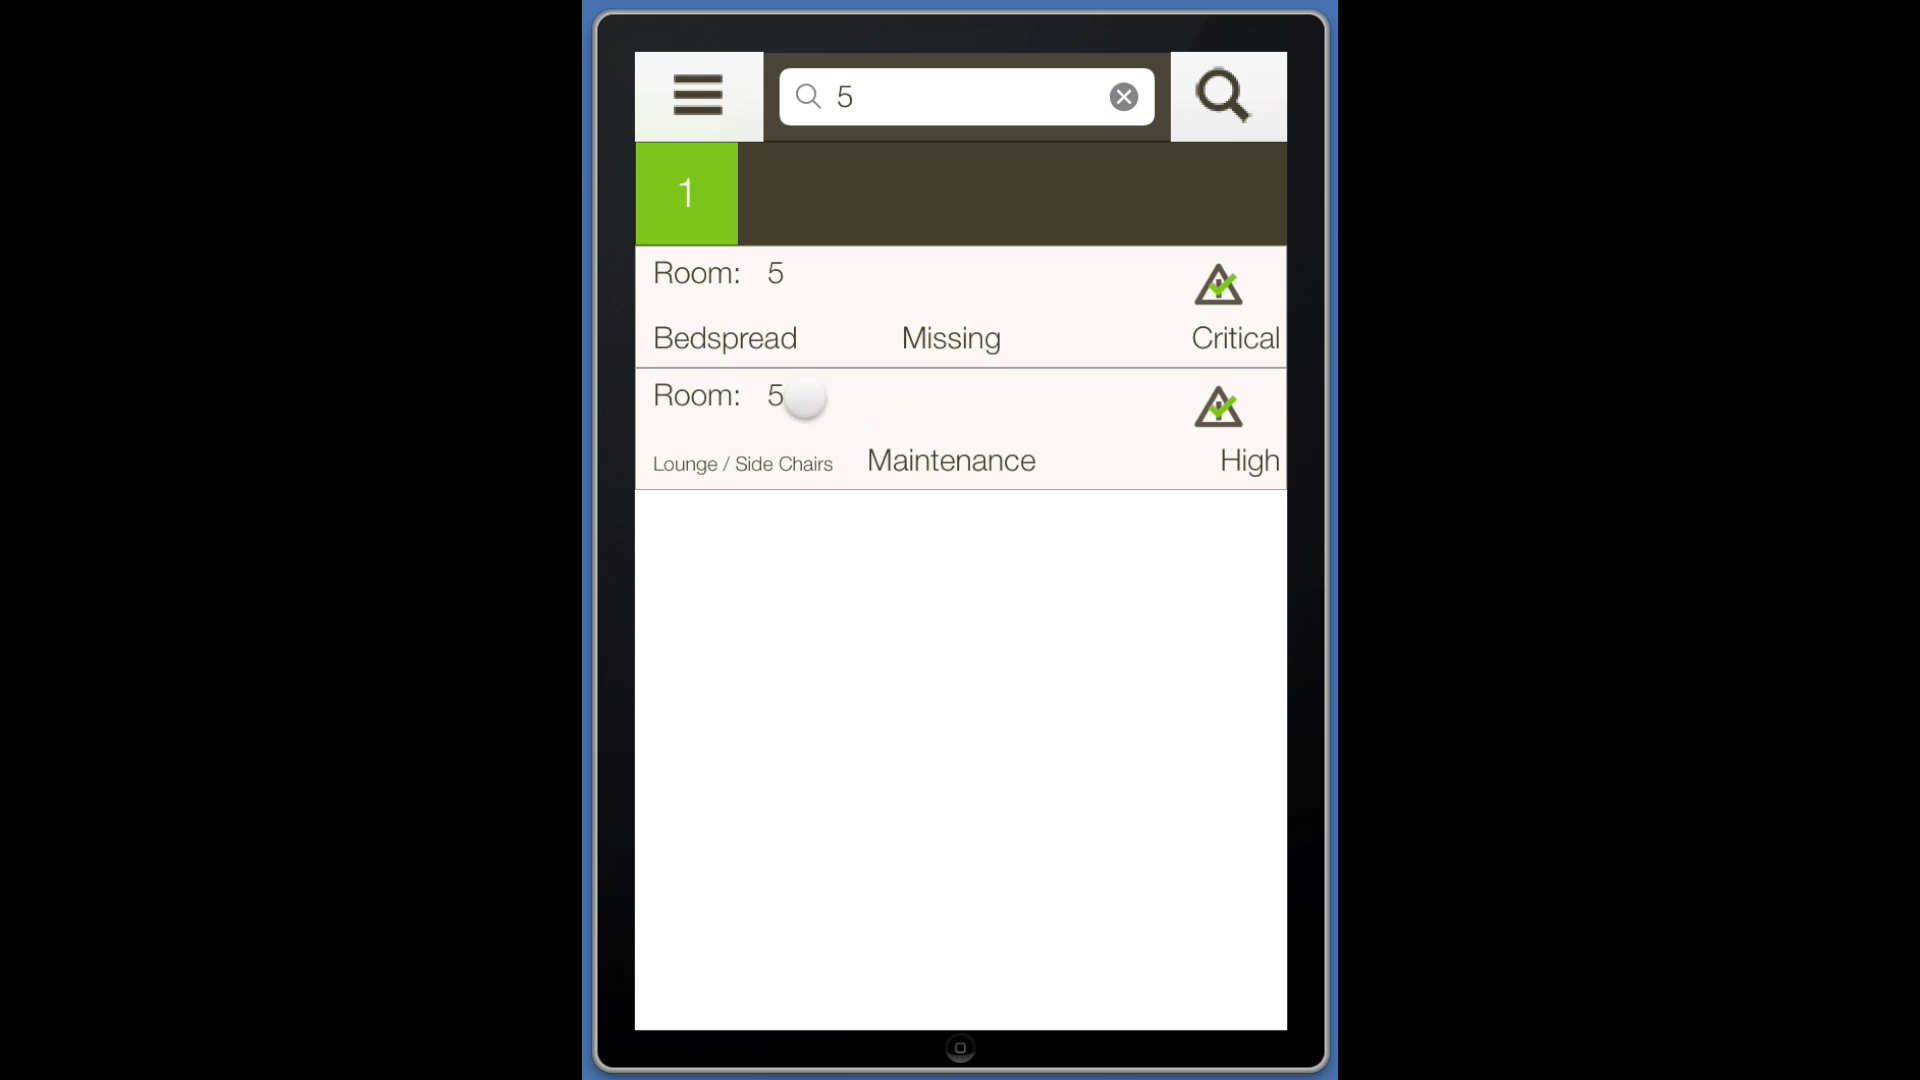 5
1
Room: 5
Bedspread Missing Critical
Room: 5
Lounge / Side Chairs Maintenance High